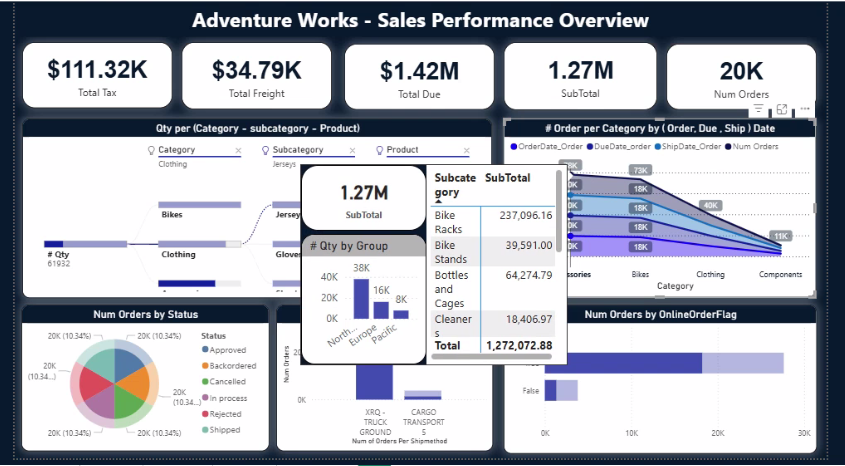 Adventure Works - Sales Performance Overview
$111.32K
Total Tax
$34.79K
Total Freight
$1.42M
Total Due
1.27M
SubTotal
20K
Num Orders
Qty per (Category - subcategory - Product)
Category
Clothing
Subcategory
Jerseys
Product
Bikes
Clothing
# Qty
61932
# Order per Category by ( Order, Due , Ship ) Date
OrderDate_Order
DueDate_order
ShipDate_Order
Num Orders
73K
40K
11K
18K
18K
18K
Bikes
Clothing
Components
Category
1.27M
SubTotal
# Qty by Group
40K
20K
0K
38K
16K
8K
North...
Europe
Pacific
Subcate
gory
SubTotal
Bike
Racks
237,096.16
Bike
Stands
39,591.00
Bottles
and
Cages
64,274.79
Cleaner
s
18,406.97
Total
1,272,072.88
Num Orders by Status
20K (10.34%)
20K (10.34%)
20K
(10.34...)
20K
(10.34...)
20K (10.34%)
20K (10.34%)
Status
Approved
Backordered
Cancelled
In process
Rejected
Shipped
Num Orders
0K
XRQ -
TRUCK
GROUND
CARGO
TRANSPORT
5
Num of Orders Per Shipmethod
Num Orders by OnlineOrderFlag
False
0K
10K
20K
30K